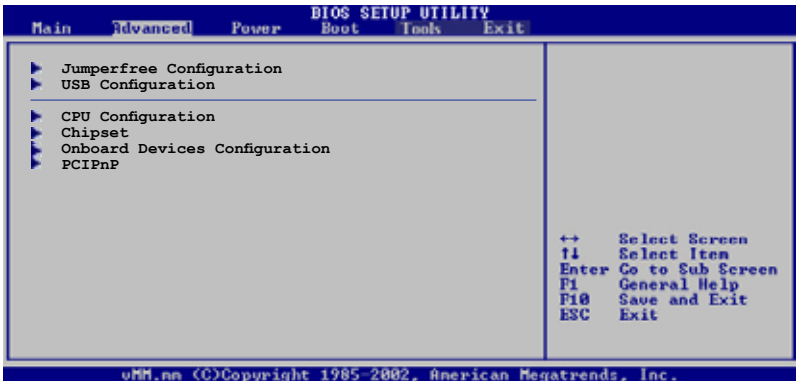 BIOS SETUP UTILITY
Main Advanced Power Boot Tools Exit
Jumperfree Configuration
USB Configuration
CPU Configuration
Chipset
Onboard Devices Configuration
PCIPnP
←→ Select Screen
↑↓ Select Item
Enter Go to Sub Screen
F1 General Help
F10 Save and Exit
ESC Exit
vMM.mm (C)Copyright 1985-2002, American Megatrends, Inc.